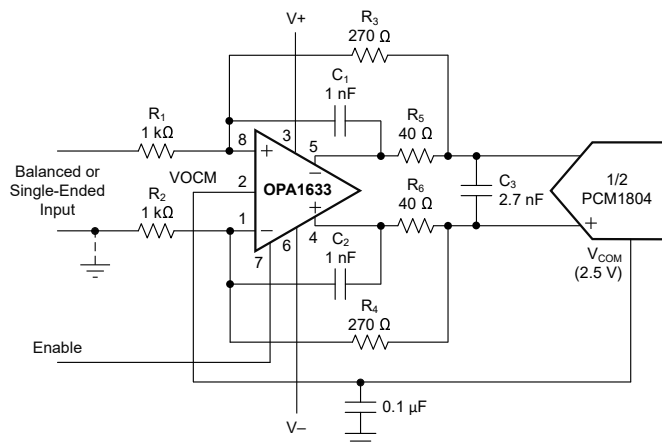 V+
R3
270 Ω
C1
1 nF
R1
1 kΩ
R5
40 Ω
8
+
3
5
−
Balanced or
Single-Ended
Input
VOCM
2
OPA1633
R2
1 kΩ
1
−
+
4
6
7
R6
40 Ω
C3
2.7 nF
1/2
PCM1804
+
VCOM
(2.5 V)
C2
1 nF
R4
270 Ω
Enable
0.1 µF
V−